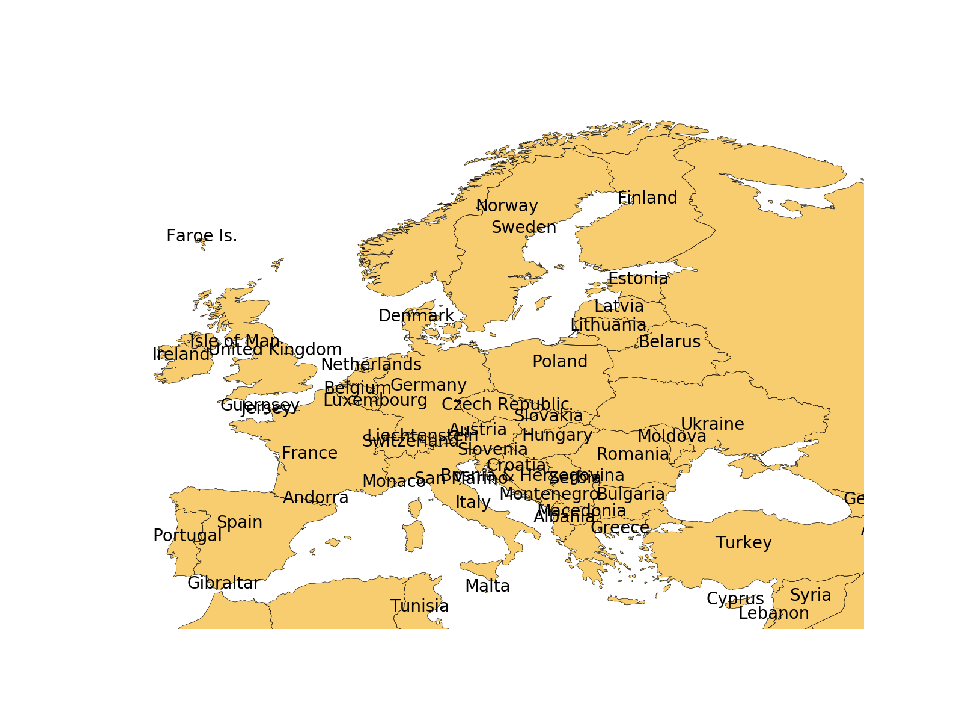 Norway
Finland
Sweden
Faroe Is.
Estonia
Latvia
Denmark
Lithuania
Isle of Man
Belarus
United Kingdom
Ireland
Poland
Netherlands
Germany
Belgium
Luxembourg
Czech Republic
Guernsey
Jersey
Slovakia
Ukraine
Austria
Liechtenstein
Hungary
Moldova
Switzerland
Slovenia
France
Romania
Croatia
Bosnia & Herzegovina
San Marino
Serbia
Monaco
Montenegro
Bulgaria
Andorra
Ge
Italy
Macedonia
Albania
Spain
Greece
Portugal
Turkey
Gibraltar
Malta
Syria
Cyprus
Tunisia
Lebanon